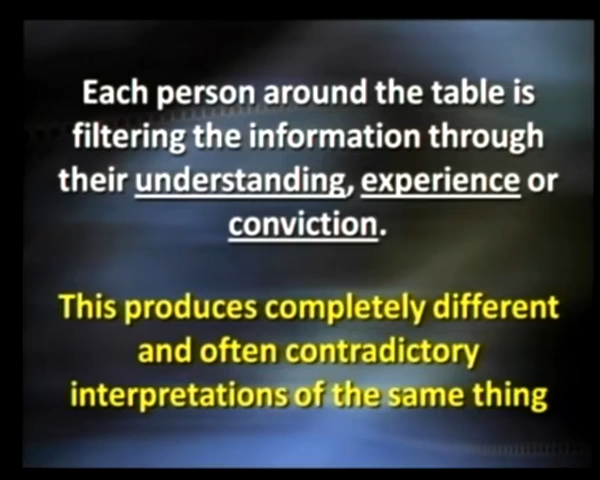 Each person around the table is
filtering the information through
their understanding, experience or
conviction.
This produces completely different
and often contradictory
interpretations of the same thing